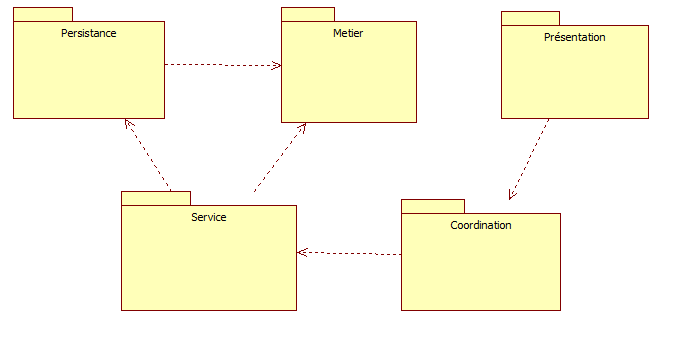 Persistance
Metier
Présentation
Service
Coordination